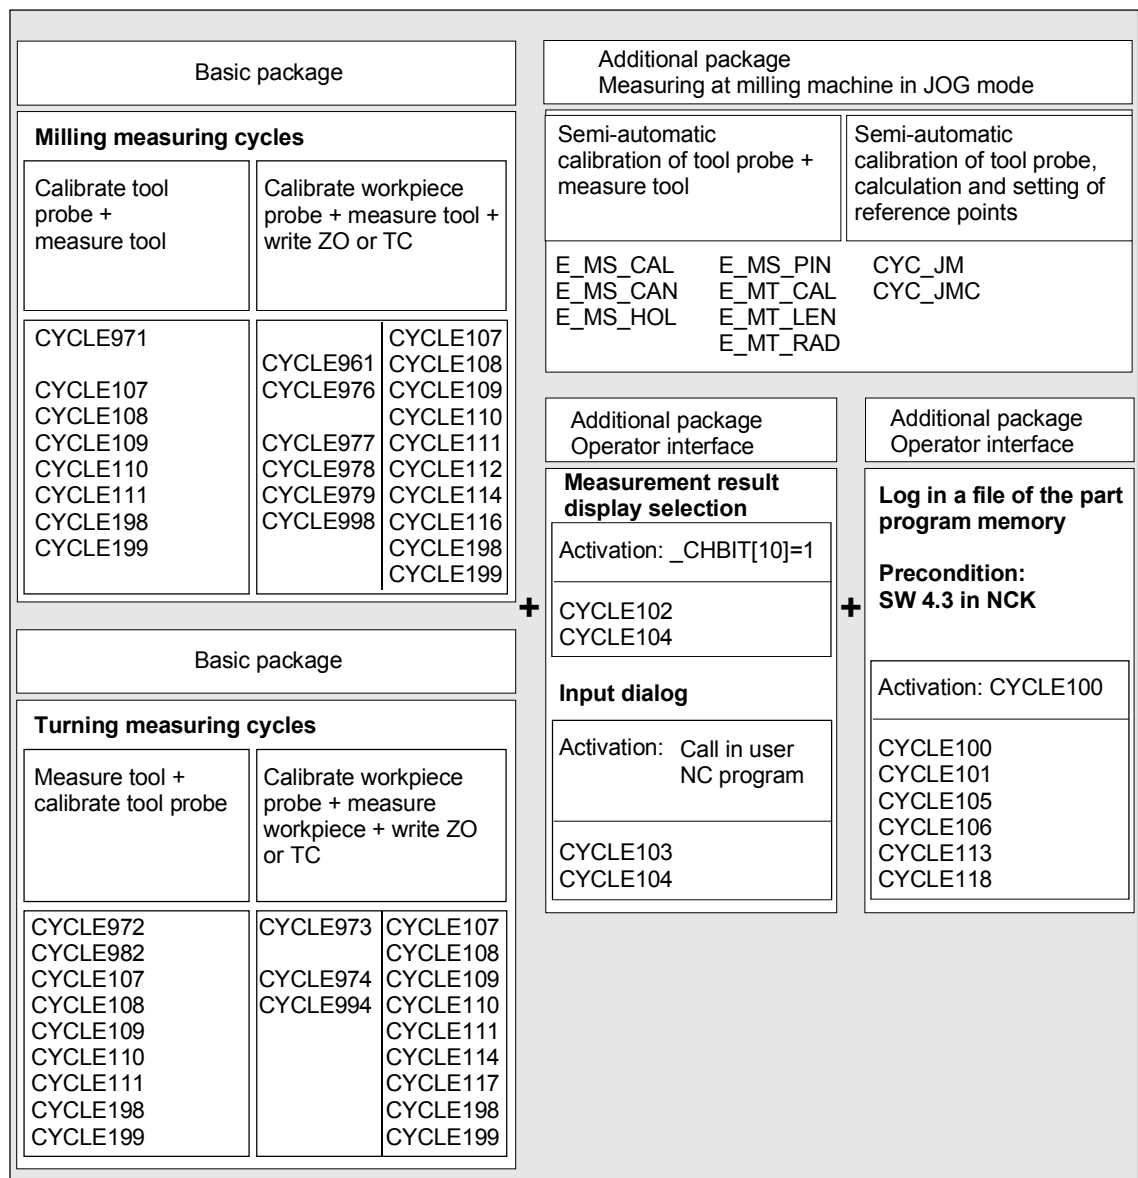 Basic package
Milling measuring cycles
Calibrate tool
probe +
measure tool
Calibrate workpiece
probe + measure tool +
write ZO or TC
CYCLE971
CYCLE107
CYCLE108
CYCLE109
CYCLE110
CYCLE111
CYCLE198
CYCLE199
CYCLE961
CYCLE976
CYCLE977
CYCLE978
CYCLE979
CYCLE998
CYCLE107
CYCLE108
CYCLE109
CYCLE110
CYCLE111
CYCLE112
CYCLE114
CYCLE116
CYCLE198
CYCLE199
Basic package
Turning measuring cycles
Measure tool +
calibrate tool probe
Calibrate workpiece
probe + measure
workpiece + write ZO
or TC
CYCLE972
CYCLE982
CYCLE107
CYCLE108
CYCLE109
CYCLE110
CYCLE111
CYCLE198
CYCLE199
CYCLE973
CYCLE974
CYCLE994
CYCLE107
CYCLE108
CYCLE109
CYCLE110
CYCLE111
CYCLE114
CYCLE117
CYCLE198
CYCLE199
+
Additional package
Measuring at milling machine in JOG mode
Semi-automatic
calibration of tool probe +
measure tool
Semi-automatic
calibration of tool probe,
calculation and setting of
reference points
E_MS_CAL
E_MS_CAN
E_MS_HOL
E_MS_PIN
E_MT_CAL
E_MT_LEN
E_MT_RAD
CYC_JM
CYC_JMC
Additional package
Operator interface
Measurement result
display selection
Activation: _CHBIT[10]=1
CYCLE102
CYCLE104
Input dialog
Activation: Call in user
NC program
CYCLE103
CYCLE104
+
Additional package
Operator interface
Log in a file of the part
program memory
Precondition:
SW 4.3 in NCK
Activation: CYCLE100
CYCLE100
CYCLE101
CYCLE105
CYCLE106
CYCLE113
CYCLE118